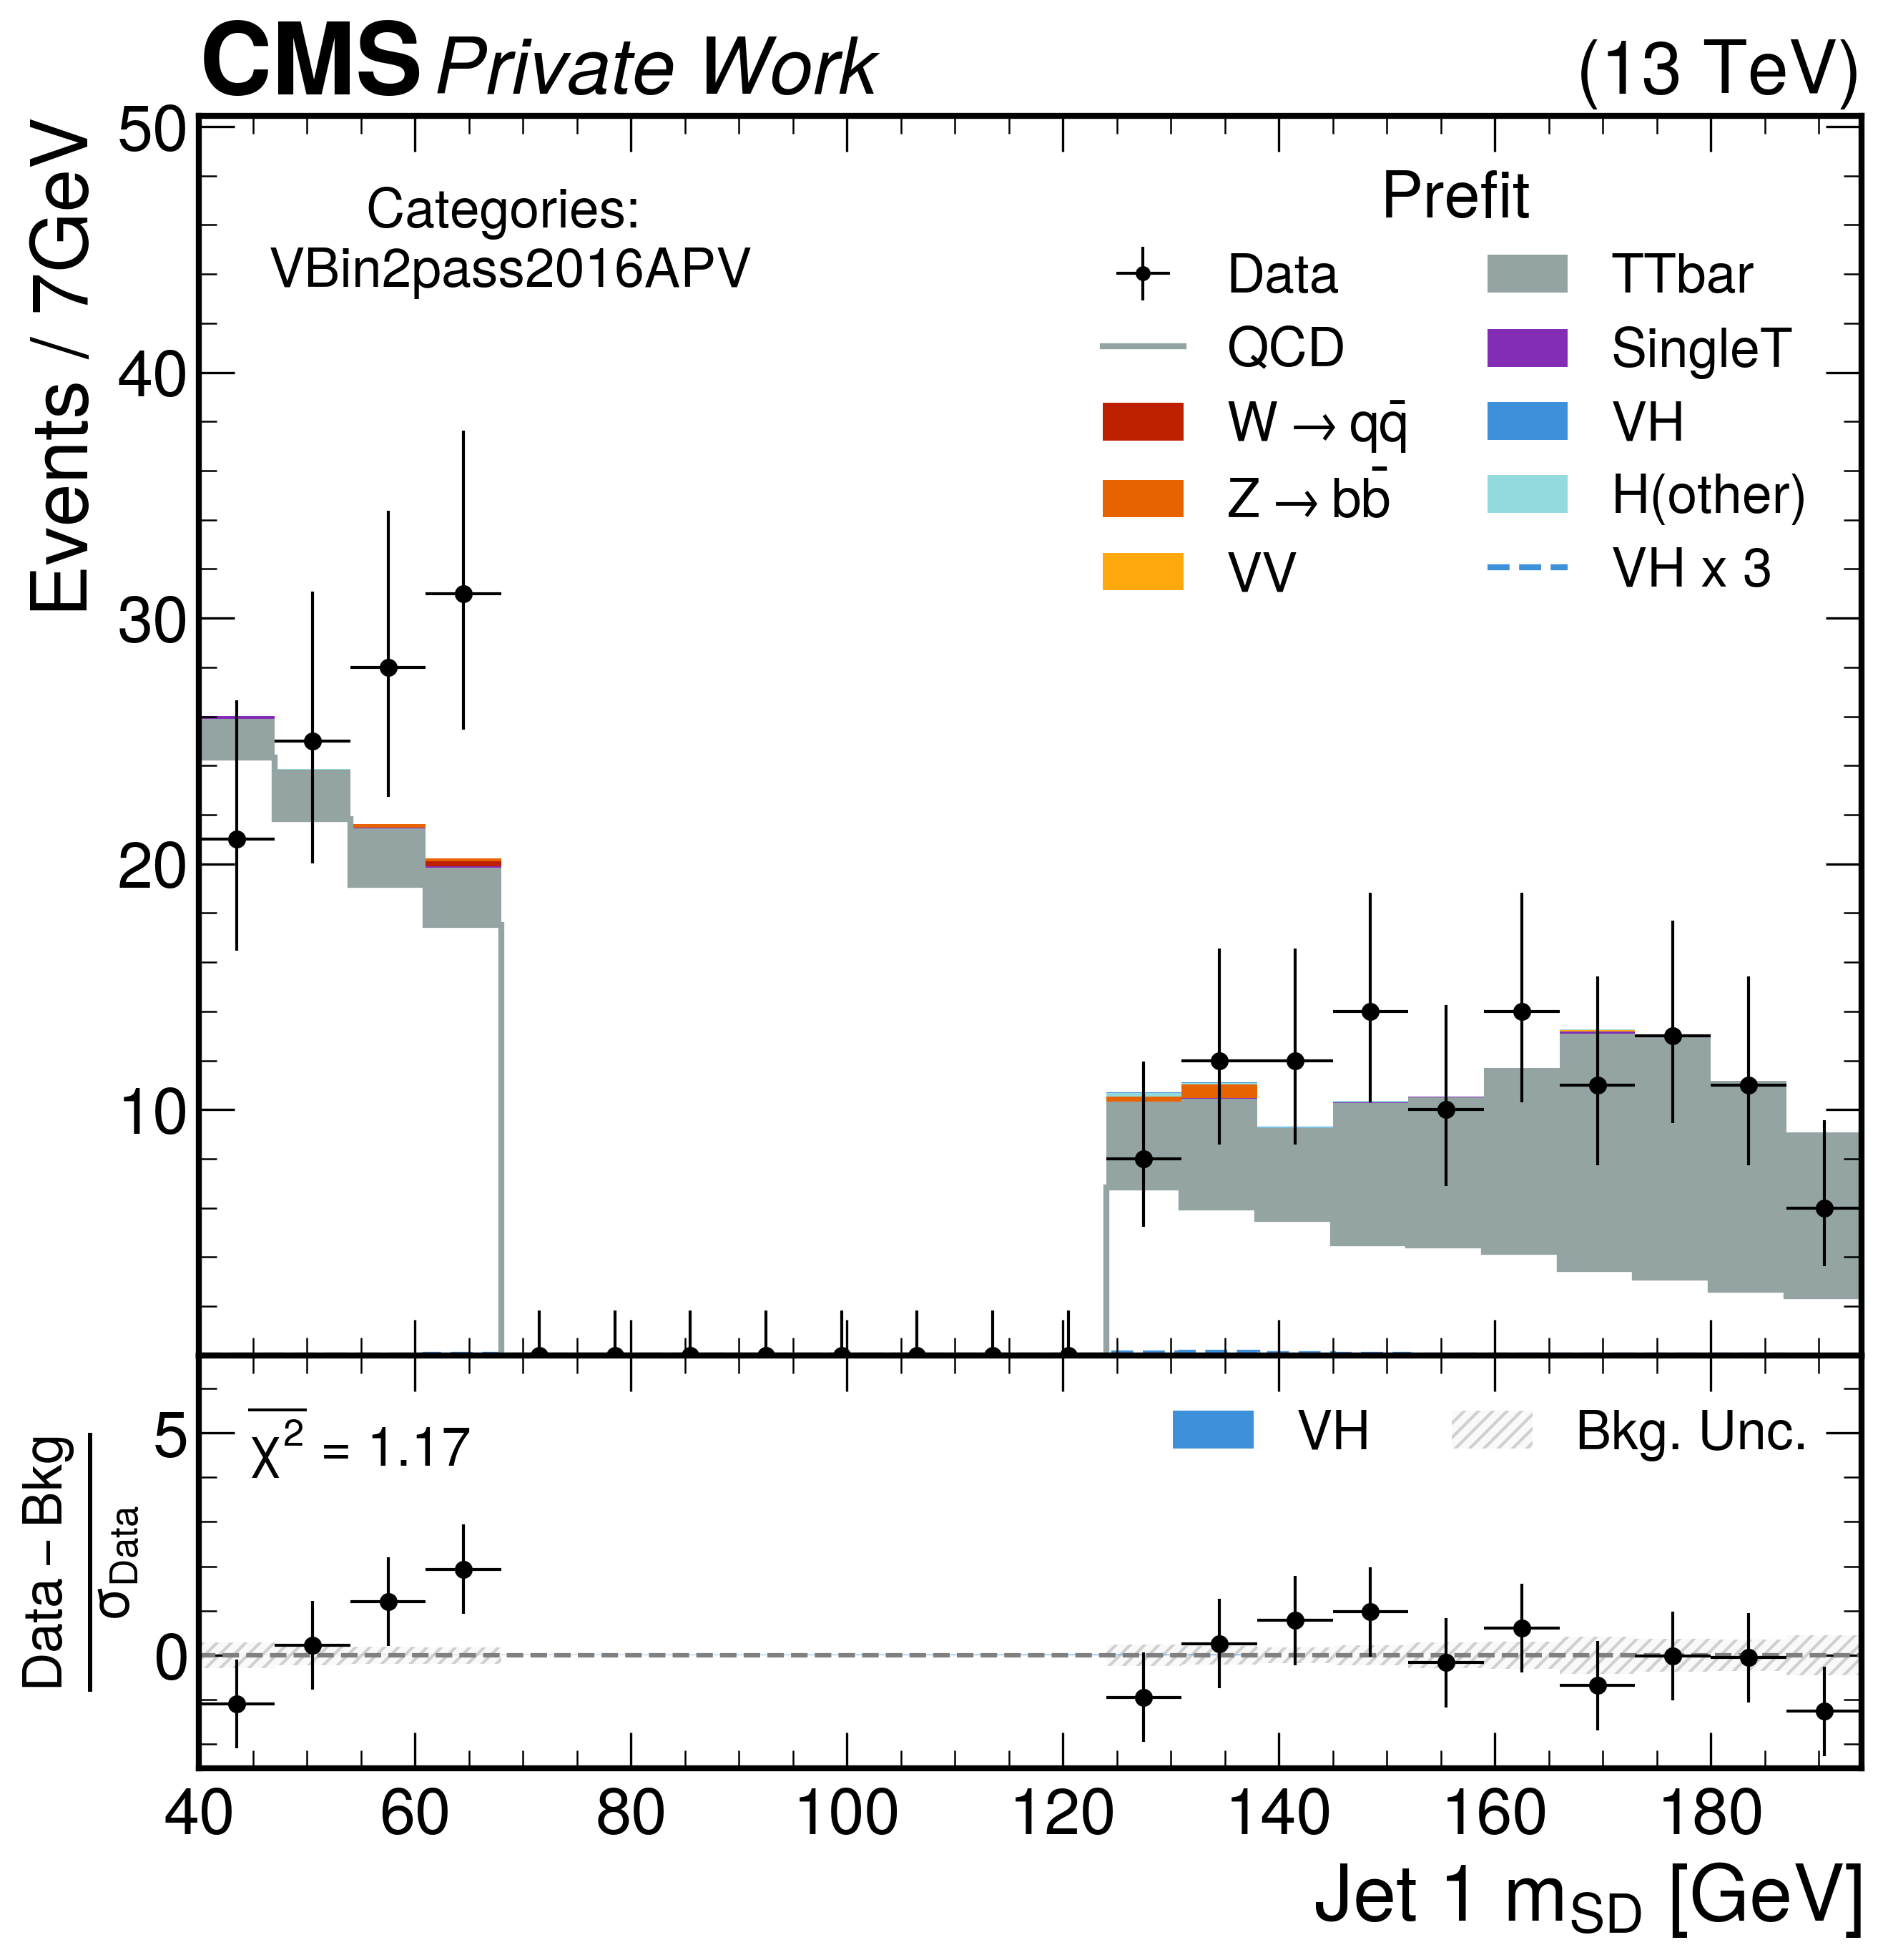 CMS Private Work (13 TeV)
Events / 7GeV
50
40
30
20
10
Categories:
VBin2pass2016APV
Prefit
Data
QCD
W → qq̄
Z → bb̄
VV
TTbar
SingleT
VH
H(other)
VH x 3
Data − Bkg
σData
5
0
χ² = 1.17
VH
Bkg. Unc.
40 60 80 100 120 140 160 180
Jet 1 mSD [GeV]